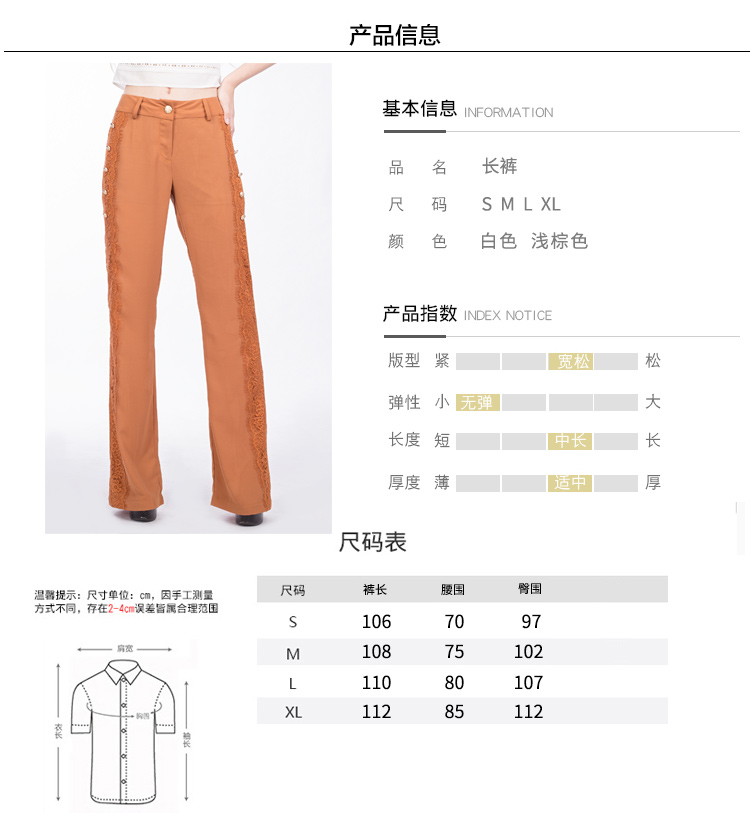 产品信息
基本信息 INFORMATION
品 名 长裤
尺 码 S M L XL
颜 色 白色 浅棕色
产品指数 INDEX NOTICE
版型 紧 宽松 松
弹性 小 无弹 大
长度 短 中长 长
厚度 薄 适中 厚
尺码表
温馨提示：尺寸单位：cm，因手工测量
方式不同，存在2-4cm误差皆属合理范围
尺码 裤长 腰围 臀围
S 106 70 97
M 108 75 102
L 110 80 107
XL 112 85 112
肩宽
胸围
衣长
袖长